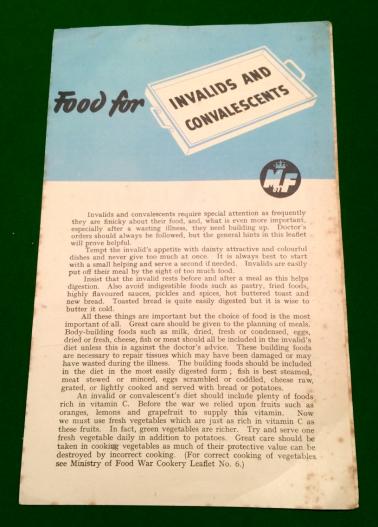 Food for
INVALIDS AND
CONVALESCENTS
MOF
Invalids and convalescents require special attention as frequently
they are finicky about their food, and, what is even more important,
especially after a wasting illness, they need building up. Doctor's
orders should always be followed, but the general hints in this leaflet
will prove helpful.
Tempt the invalid's appetite with dainty attractive and colourful
dishes and never give too much at once. It is always best to start
with a small helping and serve a second if needed. Invalids are easily
put off their meal by the sight of too much food.
Insist that the invalid rests before and after a meal as this helps
digestion. Also avoid indigestible foods such as pastry, fried foods,
highly flavoured sauces, pickles and spices, hot buttered toast and
new bread. Toasted bread is quite easily digested but it is wise to
butter it cold.
All these things are important but the choice of food is the most
important of all. Great care should be given to the planning of meals.
Body-building foods such as milk, dried, fresh or condensed, eggs,
dried or fresh, cheese, fish or meat should all be included in the invalid's
diet unless this is against the doctor's advice. These building foods
are necessary to repair tissues which may have been damaged or may
have wasted during the illness. The building foods should be included
in the diet in the most easily digested form; fish is best steamed,
meat stewed or minced, eggs scrambled or coddled, cheese raw,
grated, or lightly cooked and served with bread or potatoes.
An invalid or convalescent's diet should include plenty of foods
rich in vitamin C. Before the war we relied upon fruits such as
oranges, lemons and grapefruit to supply this vitamin. Now
we must use fresh vegetables which are just as rich in vitamin C as
these fruits. In fact, green vegetables are richer. Try and serve one
fresh vegetable daily in addition to potatoes. Great care should be
taken in cooking vegetables as much of their protective value can be
destroyed by incorrect cooking. (For correct cooking of vegetables
see Ministry of Food War Cookery Leaflet No. 6.)